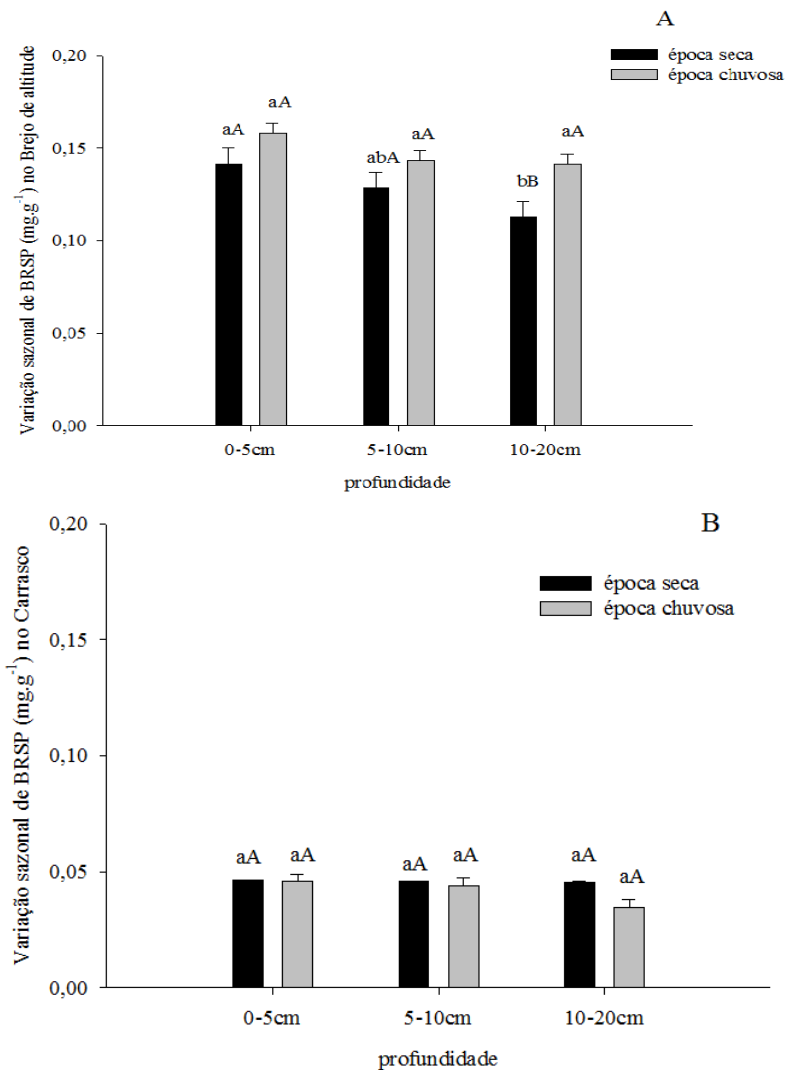 A
época seca
época chuvosa
Variação sazonal de BRSP (mg.g-1) no Brejo de altitude
0,20
0,15
0,10
0,05
0,00
aA
aA
abA
aA
bB
aA
0-5cm
5-10cm
10-20cm
profundidade
B
época seca
época chuvosa
Variação sazonal de BRSP (mg.g-1) no Carrasco
0,20
0,15
0,10
0,05
0,00
aA
aA
aA
aA
aA
aA
0-5cm
5-10cm
10-20cm
profundidade